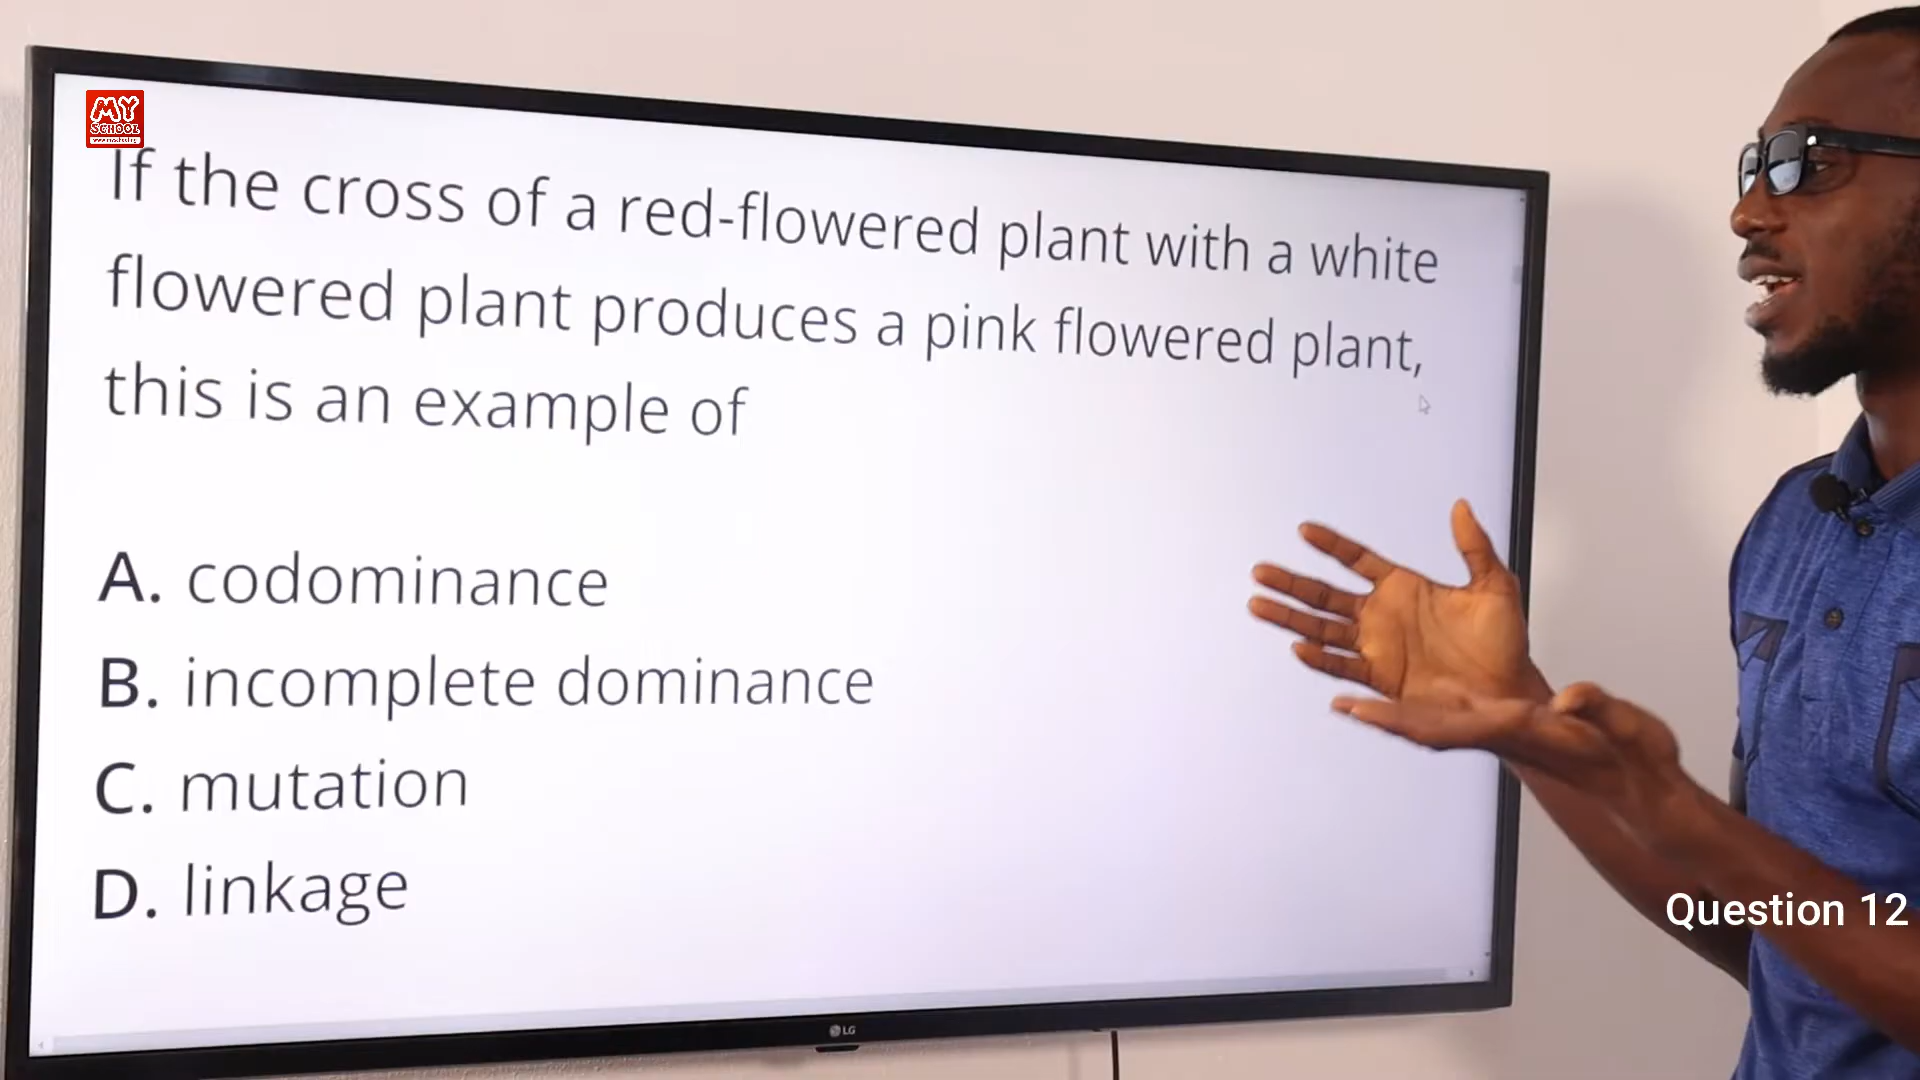 MY
SCHOOL
If the cross of a red-flowered plant with a white
flowered plant produces a pink flowered plant,
this is an example of
A. codominance
B. incomplete dominance
C. mutation
D. linkage
Question 12
LG